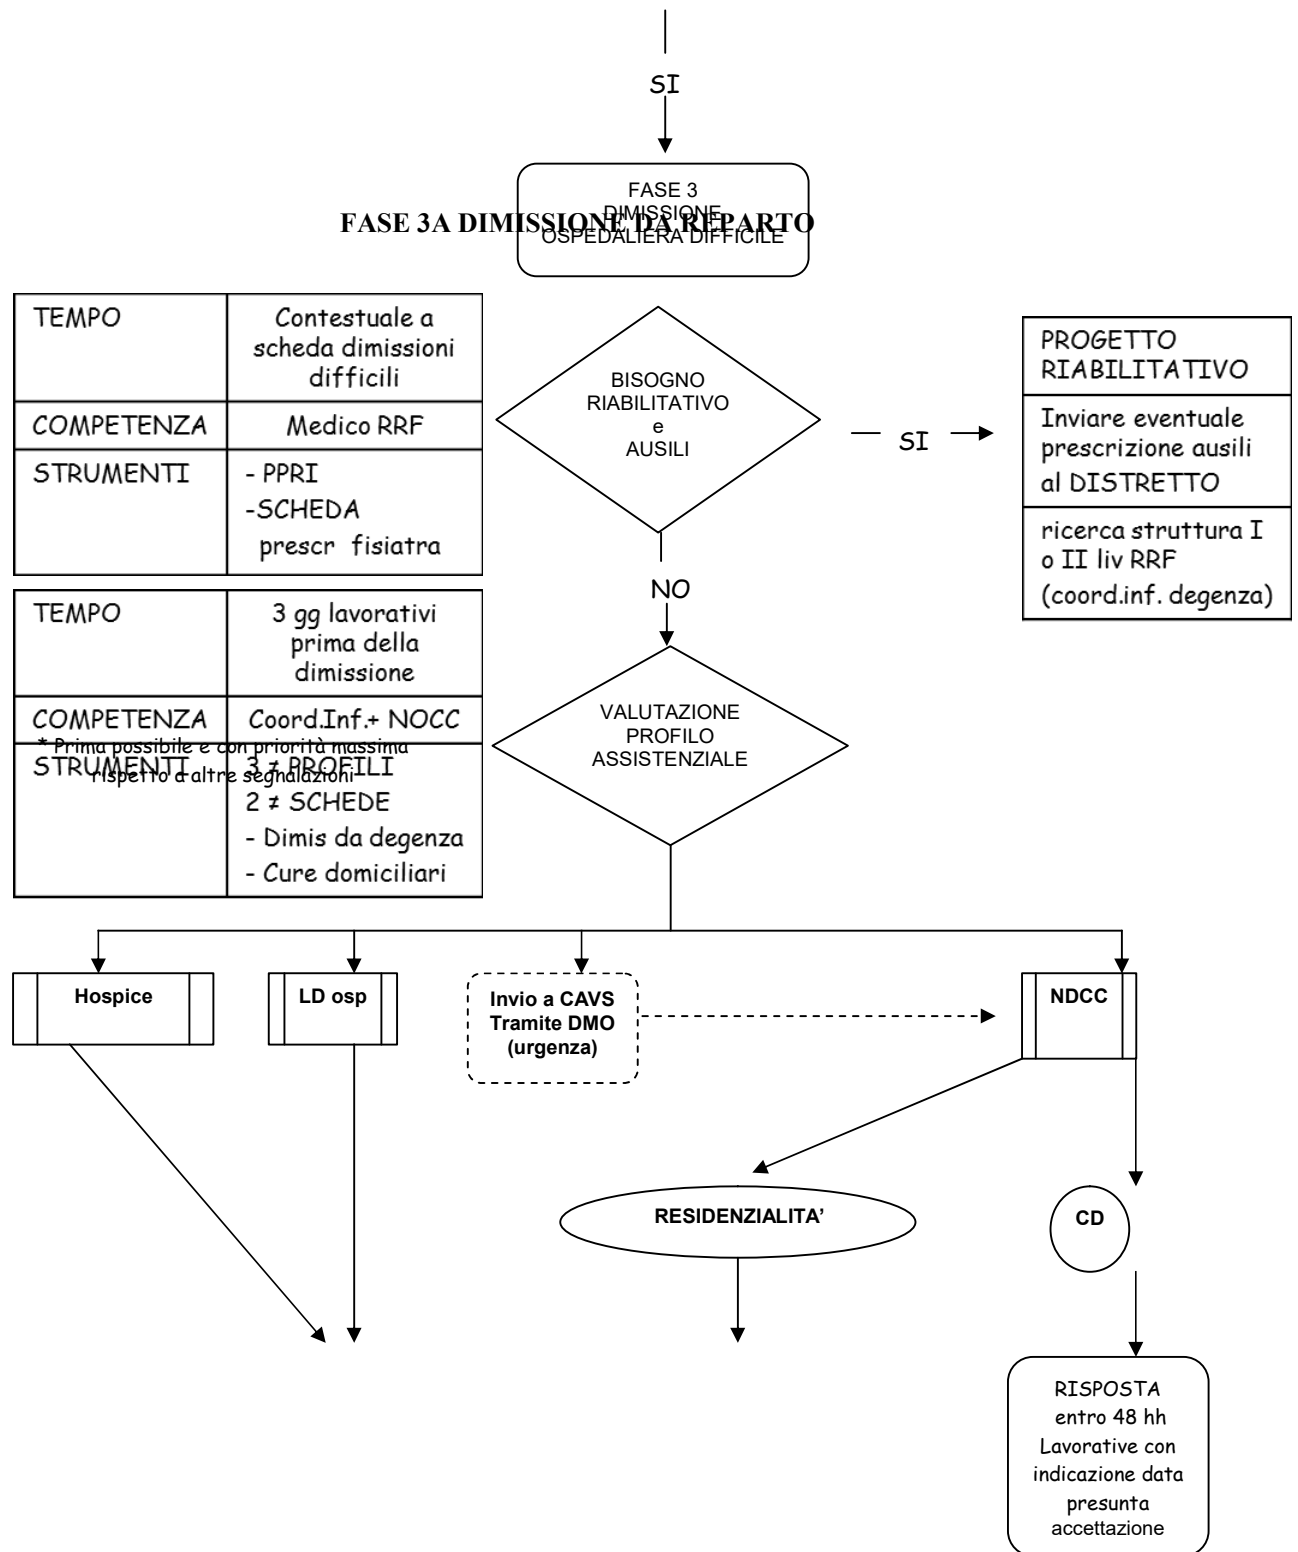 SI
FASE 3
DIMISSIONE
OSPEDALIERA DIFFICILE
FASE 3A DIMISSIONE DA REPARTO
TEMPO
Contestuale a
scheda dimissioni
difficili
COMPETENZA
Medico RRF
STRUMENTI
- PPRI
-SCHEDA
prescr fisiatra
BISOGNO
RIABILITATIVO
e
AUSILI
SI
PROGETTO
RIABILITATIVO
Inviare eventuale
prescrizione ausili
al DISTRETTO
ricerca struttura I
o II liv RRF
(coord.inf. degenza)
NO
TEMPO
3 gg lavorativi
prima della
dimissione
COMPETENZA
Coord.Inf.+ NOCC
* Prima possibile e con priorità massima
rispetto a altre segnalazioni
STRUMENTI
3 ≠ PROFILI
2 ≠ SCHEDE
- Dimis da degenza
- Cure domiciliari
VALUTAZIONE
PROFILO
ASSISTENZIALE
Hospice
LD osp
Invio a CAVS
Tramite DMO
(urgenza)
NDCC
RESIDENZIALITA’
CD
RISPOSTA
entro 48 hh
Lavorative con
indicazione data
presunta
accettazione